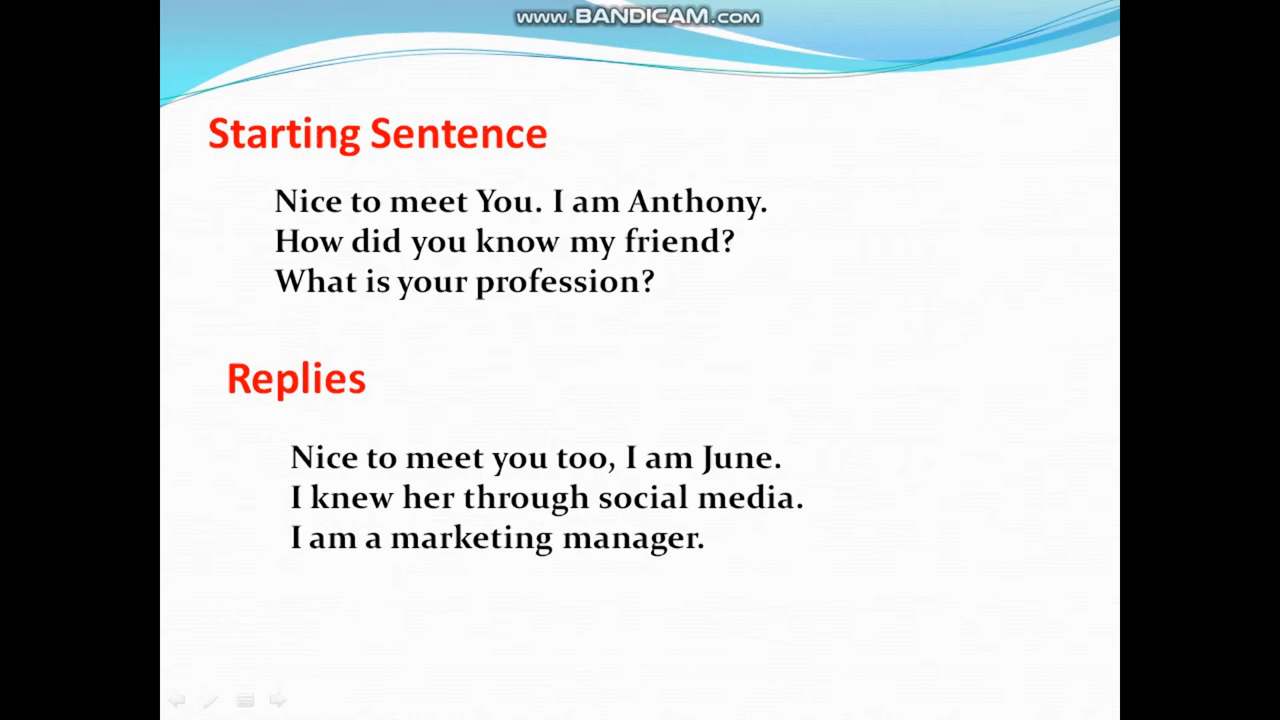 www.BANDICAM.com
Starting Sentence
Nice to meet You. I am Anthony.
How did you know my friend?
What is your profession?
Replies
Nice to meet you too, I am June.
I knew her through social media.
I am a marketing manager.